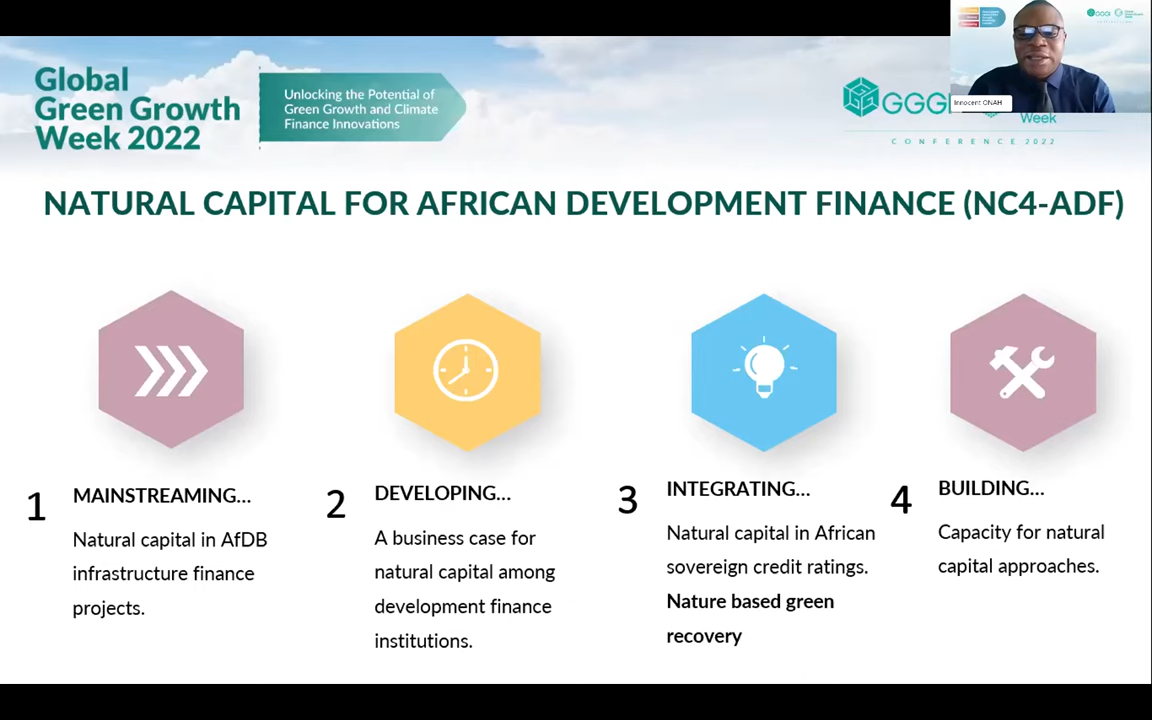 Global
Green Growth
Week 2022
Unlocking the Potential of
Green Growth and Climate
Finance Innovations
GGGI
Innocent ONAH
Week
CONFERENCE 2022
NATURAL CAPITAL FOR AFRICAN DEVELOPMENT FINANCE (NC4-ADF)
1
MAINSTREAMING...
Natural capital in AfDB
infrastructure finance
projects.
2
DEVELOPING...
A business case for
natural capital among
development finance
institutions.
3
INTEGRATING...
Natural capital in African
sovereign credit ratings.
Nature based green
recovery
4
BUILDING...
Capacity for natural
capital approaches.